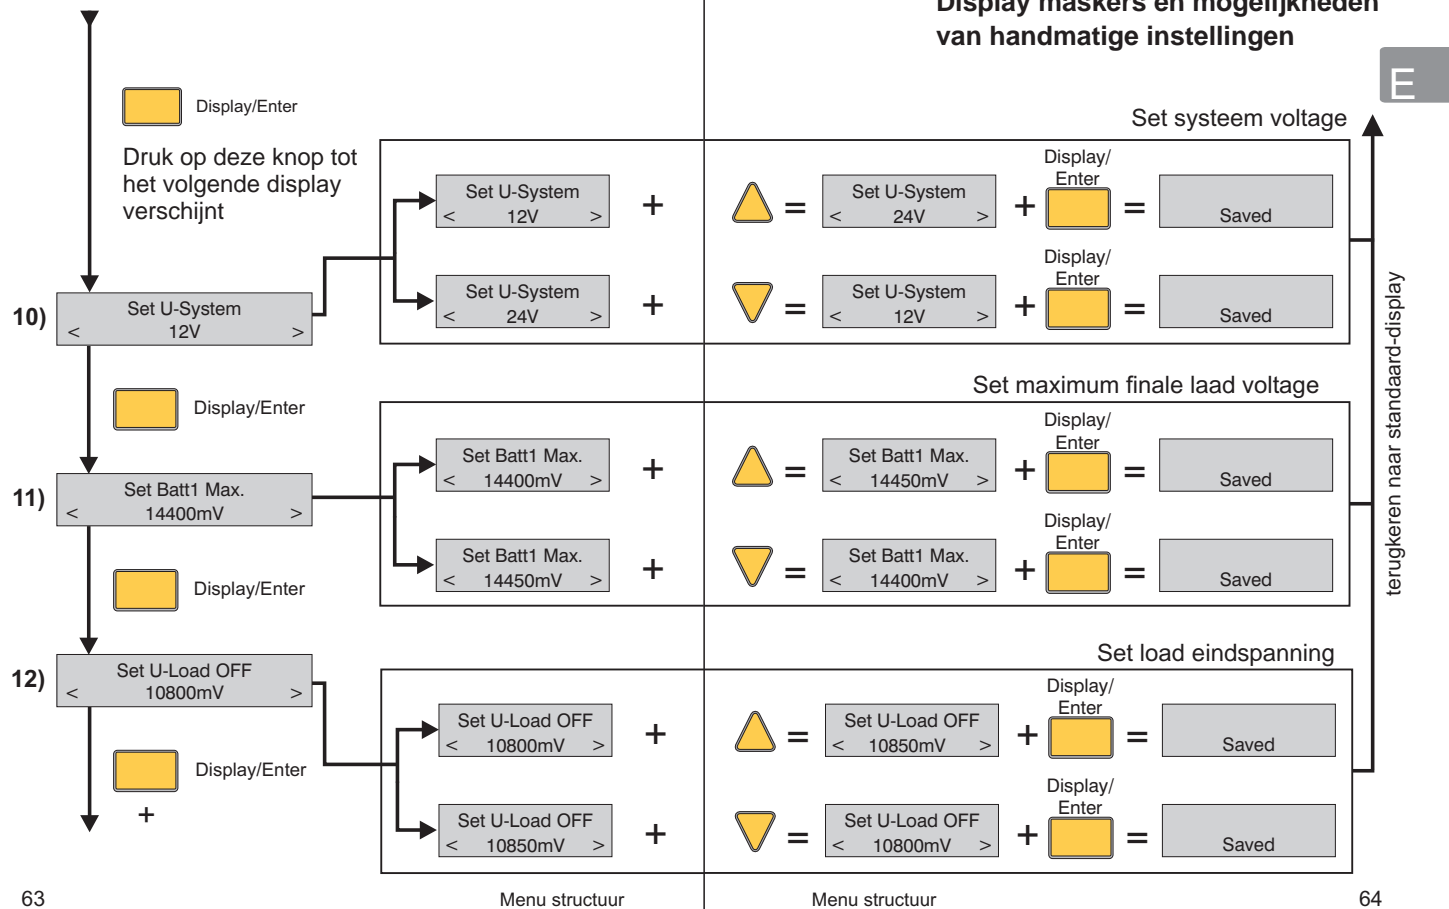 Display maskers en mogelijkheden
van handmatige instellingen
E
Display/Enter
Druk op deze knop tot
het volgende display
verschijnt
Set systeem voltage
Set U-System
< 12V >
+
=
Set U-System
< 24V >
+
Display/
Enter
=
Saved
Set U-System
< 24V >
+
=
Set U-System
< 12V >
+
Display/
Enter
=
Saved
10)
Set U-System
< 12V >
Display/Enter
Set maximum finale laad voltage
Set Batt1 Max.
< 14400mV >
+
=
Set Batt1 Max.
< 14450mV >
+
Display/
Enter
=
Saved
11)
Set Batt1 Max.
< 14400mV >
Set Batt1 Max.
< 14450mV >
+
=
Set Batt1 Max.
< 14400mV >
+
Display/
Enter
=
Saved
Display/Enter
Set load eindspanning
12)
Set U-Load OFF
< 10800mV >
Set U-Load OFF
< 10800mV >
+
=
Set U-Load OFF
< 10850mV >
+
Display/
Enter
=
Saved
Display/Enter
+
Set U-Load OFF
< 10850mV >
+
=
Set U-Load OFF
< 10800mV >
+
Display/
Enter
=
Saved
terugkeren naar standaard-display
63
Menu structuur
Menu structuur
64